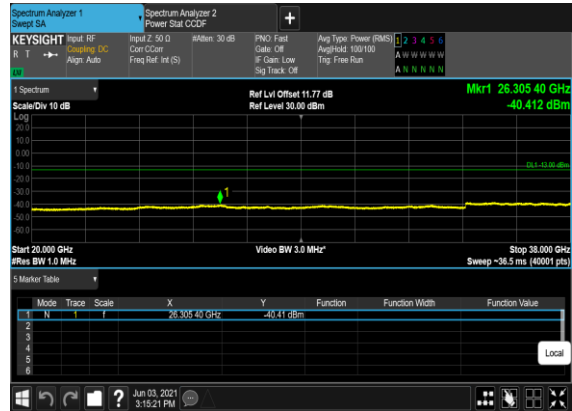 Spectrum Analyzer 1
Swept SA
Spectrum Analyzer 2
Power Stat CCDF
+
KEYSIGHT
R T
LXI
Input: RF
Coupling: DC
Align: Auto
Input Z: 50 Ω
Corr CCorr
Freq Ref: Int (S)
#Atten: 30 dB
PNO: Fast
Gate: Off
IF Gain: Low
Sig Track: Off
Avg Type: Power (RMS)
Avg|Hold: 100/100
Trig: Free Run
1 2 3 4 5 6
A W W W W W
A N N N N N
1 Spectrum
Scale/Div 10 dB
Ref Lvl Offset 11.77 dB
Ref Level 30.00 dBm
Mkr1 26.305 40 GHz
-40.412 dBm
Log
20.0
10.0
0.00
-10.0
DL1 -13.00 dBm
-20.0
-30.0
1
-40.0
-50.0
-60.0
Start 20.000 GHz
#Res BW 1.0 MHz
Video BW 3.0 MHz*
Stop 38.000 GHz
Sweep ~36.5 ms (40001 pts)
5 Marker Table
Mode Trace Scale X Y Function Function Width Function Value
1 N 1 f 26.305 40 GHz -40.41 dBm
2
3
4
5
6
Local
?
Jun 03, 2021
3:15:21 PM